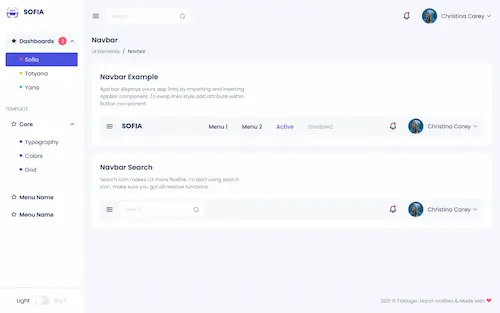 SOFIA
Search
Christina Carey
Dashboards
Sofia
Tatyana
Yana
TEMPLATE
Core
Typography
Colors
Grid
Menu Name
Menu Name
Light
Dark
Navbar
UI Elements / Navbar
Navbar Example
App bar displays yours app links by importing and inserting
AppBar component. To swap links style add attribute within
Button component.
SOFIA
Menu 1
Menu 2
Active
Disabled
Christina Carey
Navbar Search
Search icon makes UX more flexible. To start using search
icon, make sure you got all relative functions.
Search
Christina Carey
2021 © Flatlogic. Hand-crafted & Made with